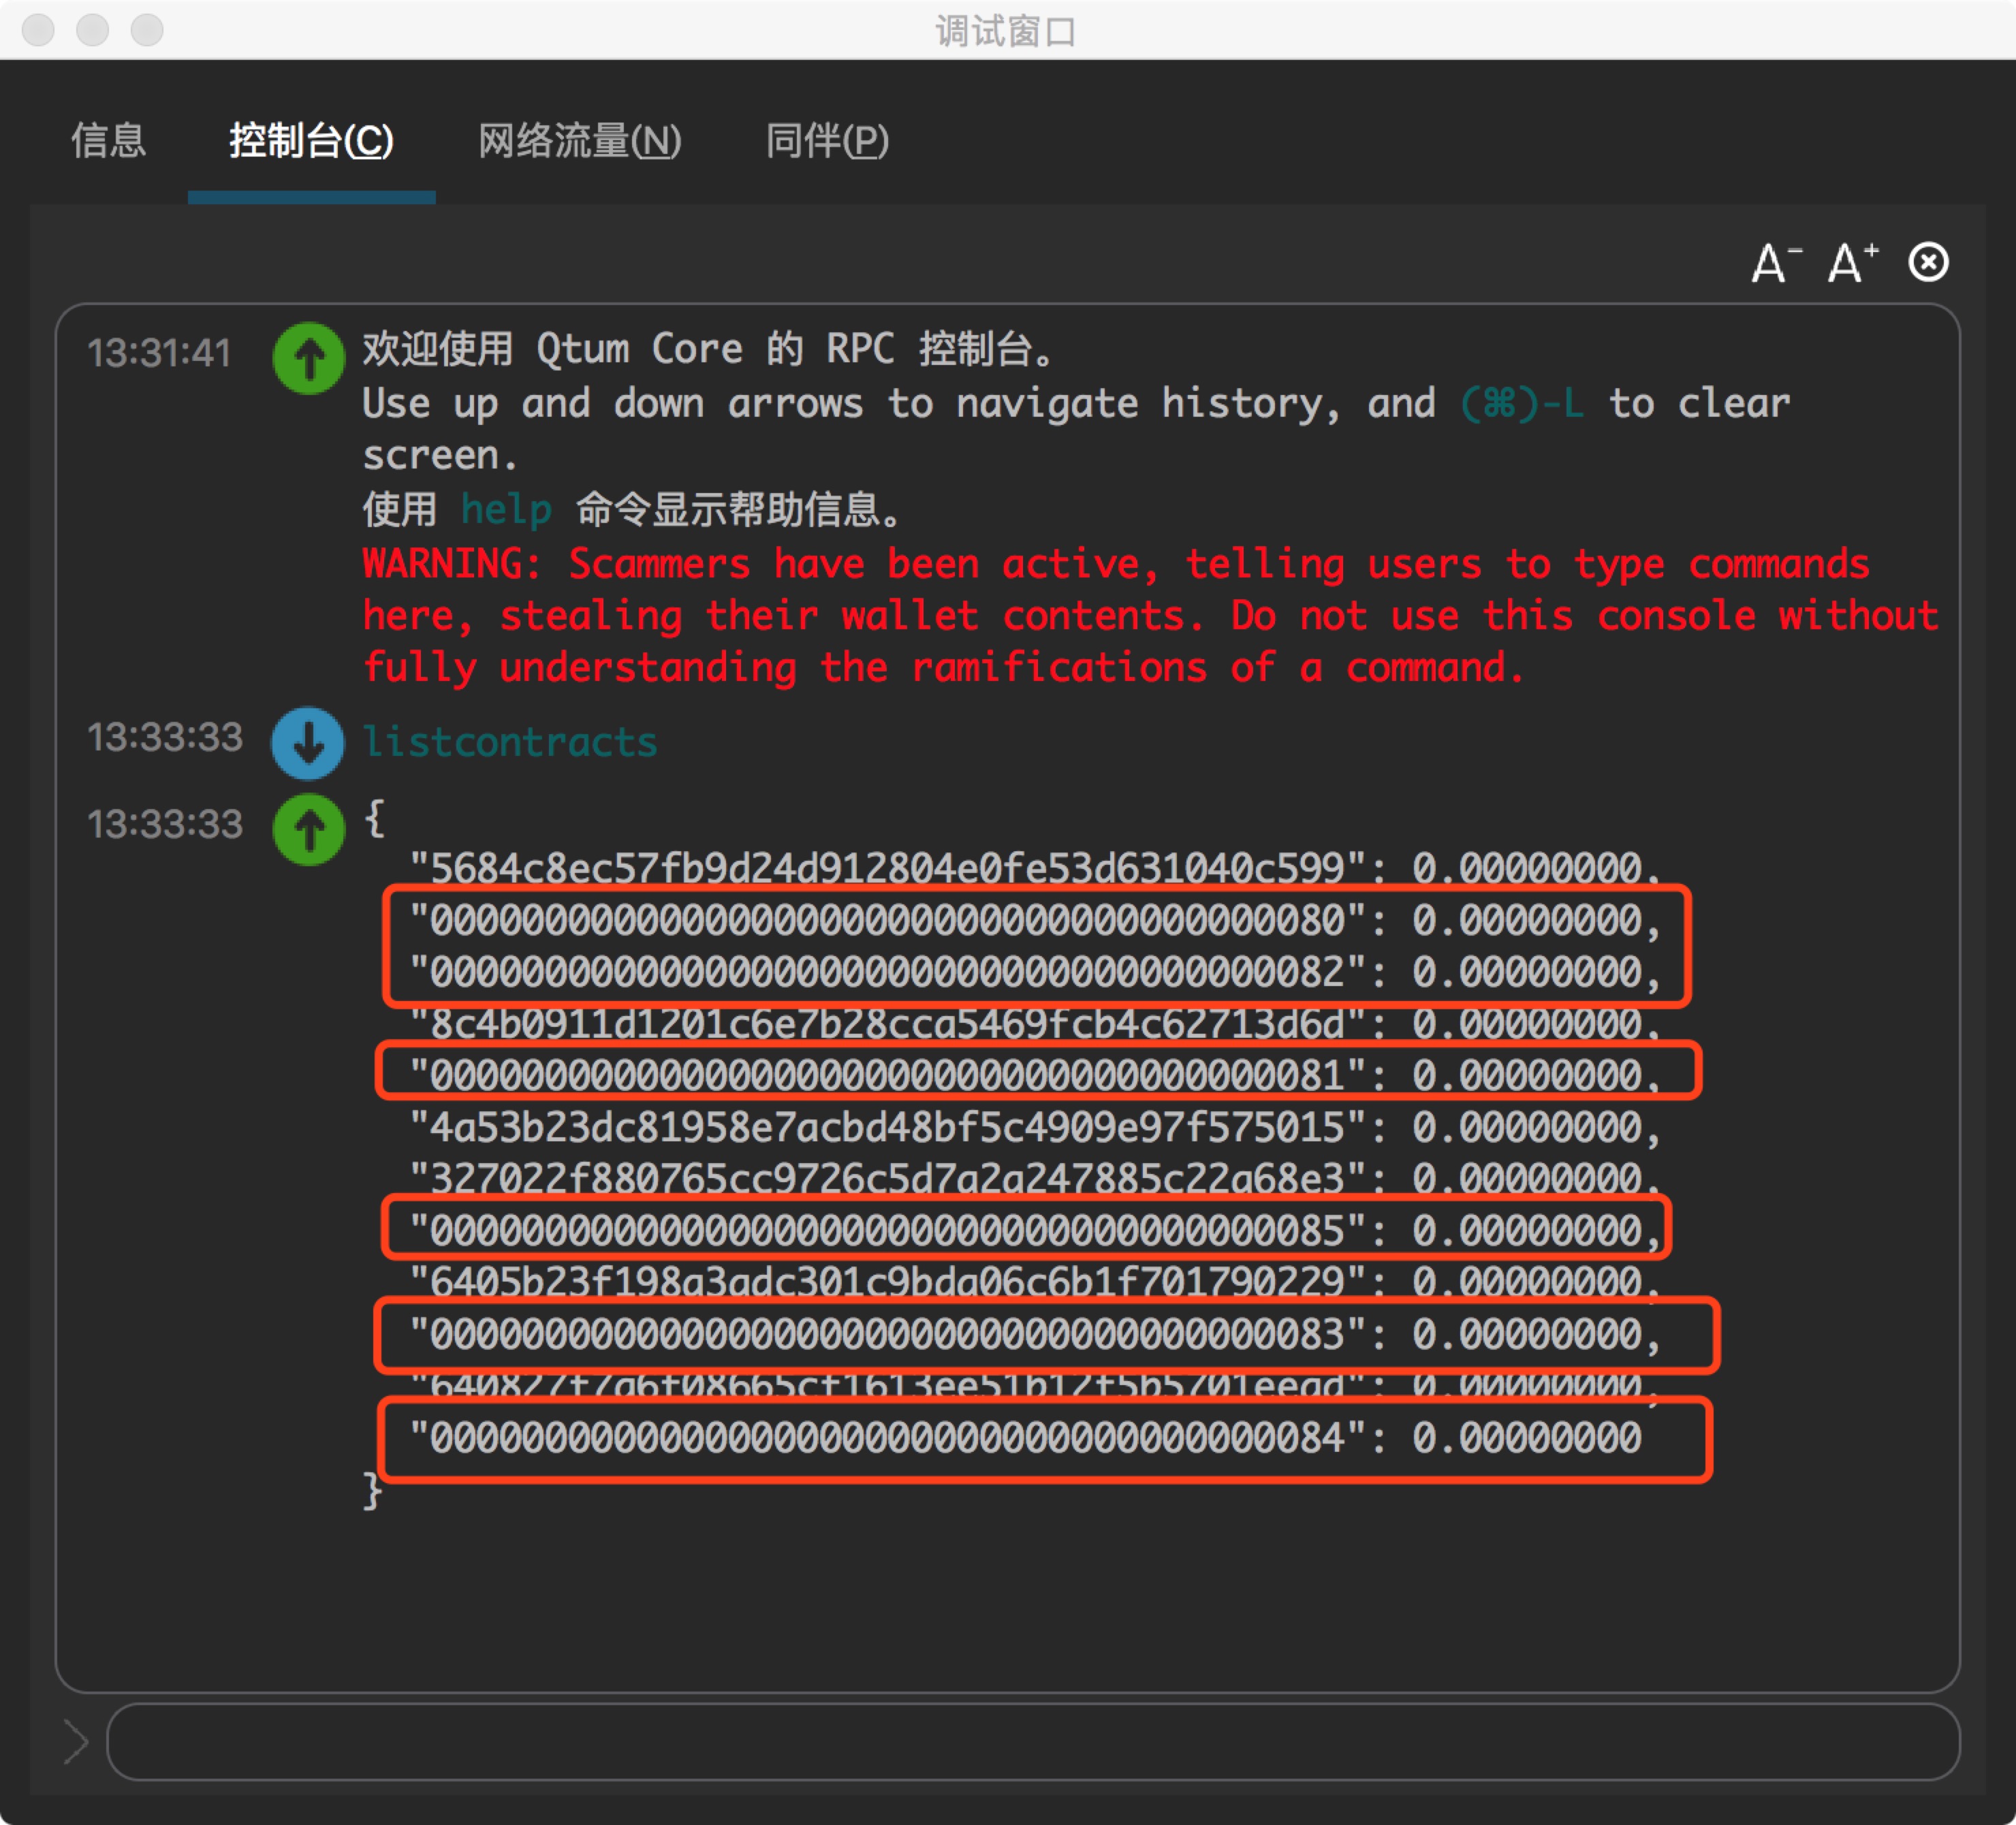 调试窗口
信息 控制台(C) 网络流量(N) 同伴(P)
A⁻ A⁺
13:31:41 欢迎使用 Qtum Core 的 RPC 控制台。
Use up and down arrows to navigate history, and (⌘)-L to clear
screen.
使用 help 命令显示帮助信息。
WARNING: Scammers have been active, telling users to type commands
here, stealing their wallet contents. Do not use this console without
fully understanding the ramifications of a command.
13:33:33 listcontracts
13:33:33 {
"5684c8ec57fb9d24d912804e0fe53d631040c599": 0.00000000,
"0000000000000000000000000000000000000080": 0.00000000,
"0000000000000000000000000000000000000082": 0.00000000,
"8c4b0911d1201c6e7b28cca5469fcb4c62713d6d": 0.00000000,
"0000000000000000000000000000000000000081": 0.00000000,
"4a53b23dc81958e7acbd48bf5c4909e97f575015": 0.00000000,
"327022f880765cc9726c5d7a2a247885c22a68e3": 0.00000000,
"0000000000000000000000000000000000000085": 0.00000000,
"6405b23f198a3adc301c9bda06c6b1f701790229": 0.00000000,
"0000000000000000000000000000000000000083": 0.00000000,
"640827f7a6f08665cf1613ee51b12f5b5701eead": 0.00000000,
"0000000000000000000000000000000000000084": 0.00000000
}